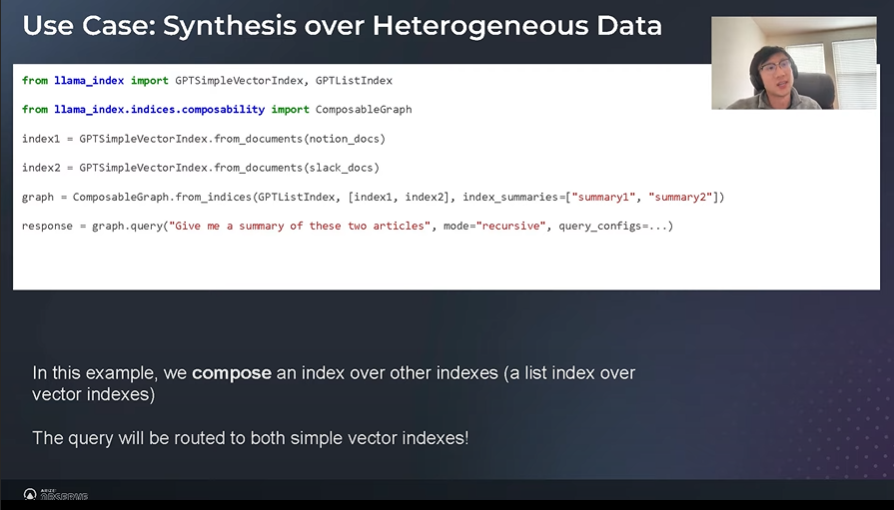 Use Case: Synthesis over Heterogeneous Data
from llama_index import GPTSimpleVectorIndex, GPTListIndex
from llama_index.indices.composability import ComposableGraph
index1 = GPTSimpleVectorIndex.from_documents(notion_docs)
index2 = GPTSimpleVectorIndex.from_documents(slack_docs)
graph = ComposableGraph.from_indices(GPTListIndex, [index1, index2], index_summaries=["summary1", "summary2"])
response = graph.query("Give me a summary of these two articles", mode="recursive", query_configs=...)
In this example, we compose an index over other indexes (a list index over
vector indexes)
The query will be routed to both simple vector indexes!
ARIZE
OBSERVE